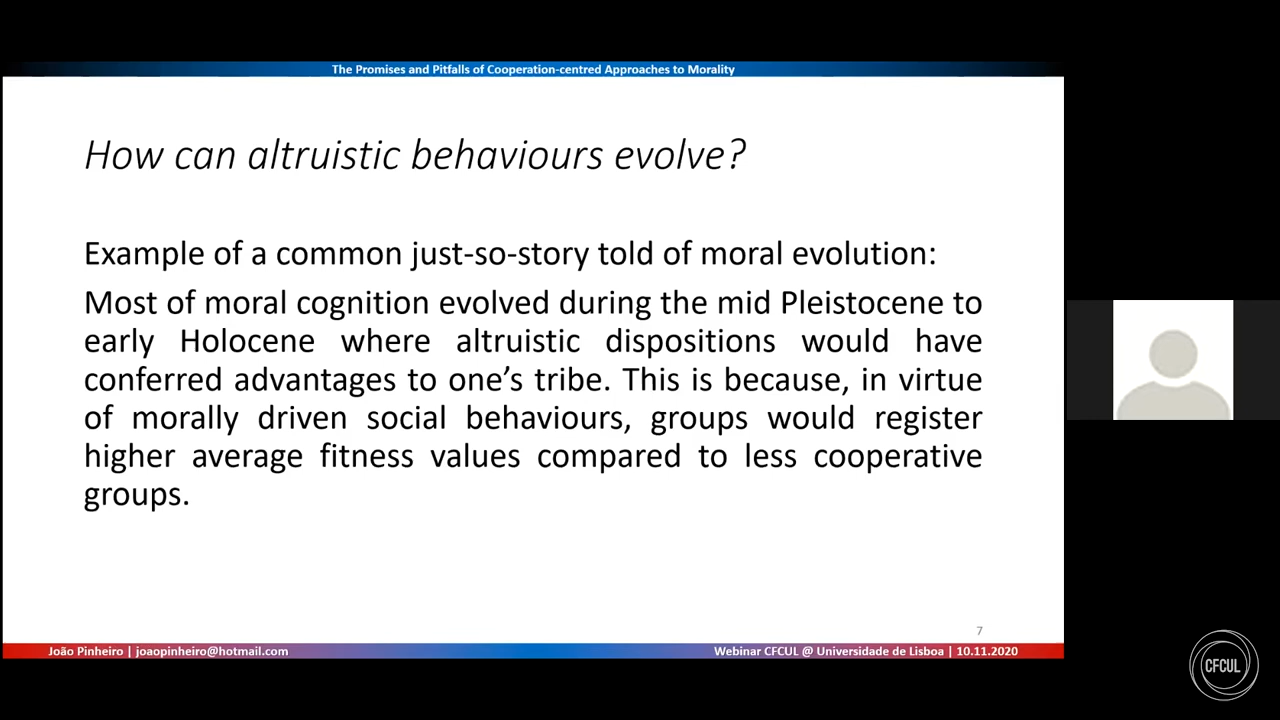 The Promises and Pitfalls of Cooperation-centred Approaches to Morality
How can altruistic behaviours evolve?
Example of a common just-so-story told of moral evolution:
Most of moral cognition evolved during the mid Pleistocene to
early Holocene where altruistic dispositions would have
conferred advantages to one’s tribe. This is because, in virtue
of morally driven social behaviours, groups would register
higher average fitness values compared to less cooperative
groups.
7
João Pinheiro | joaopinheiro@hotmail.com
Webinar CFCUL @ Universidade de Lisboa | 10.11.2020
CFCUL